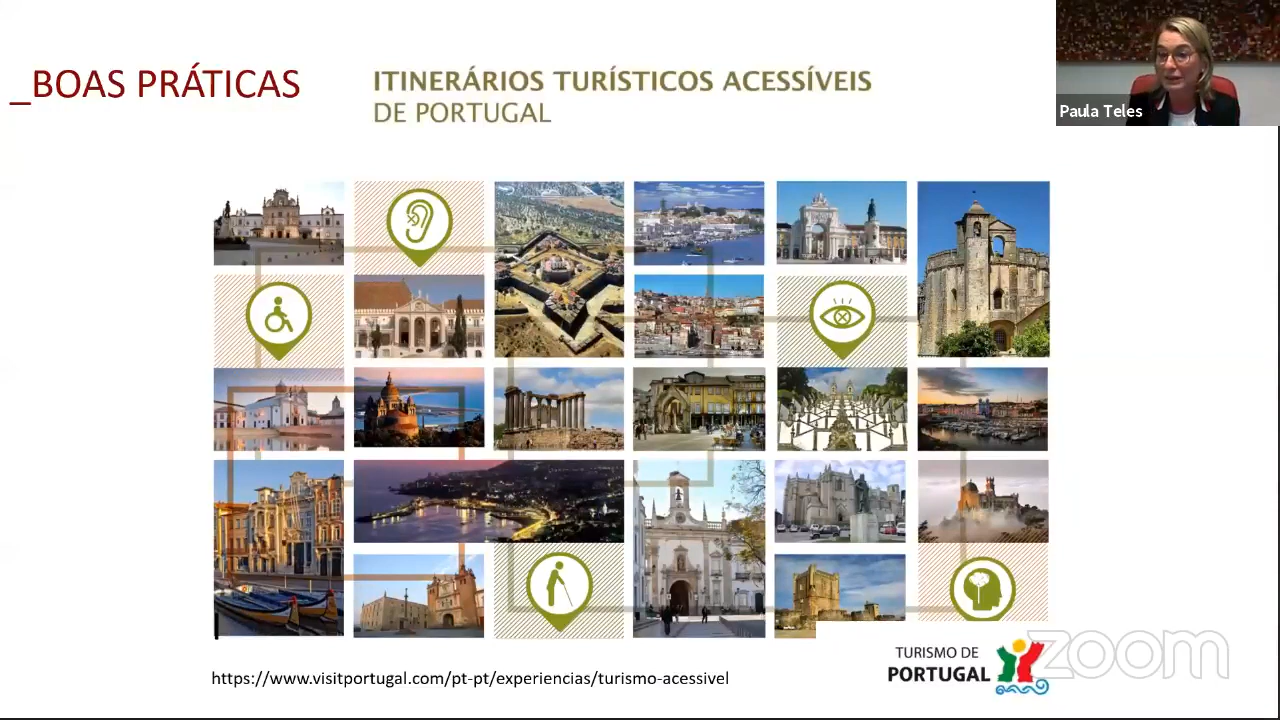 _BOAS PRÁTICAS
ITINERÁRIOS TURÍSTICOS ACESSÍVEIS
DE PORTUGAL
Paula Teles
https://www.visitportugal.com/pt-pt/experiencias/turismo-acessivel
TURISMO DE
PORTUGAL
zoom